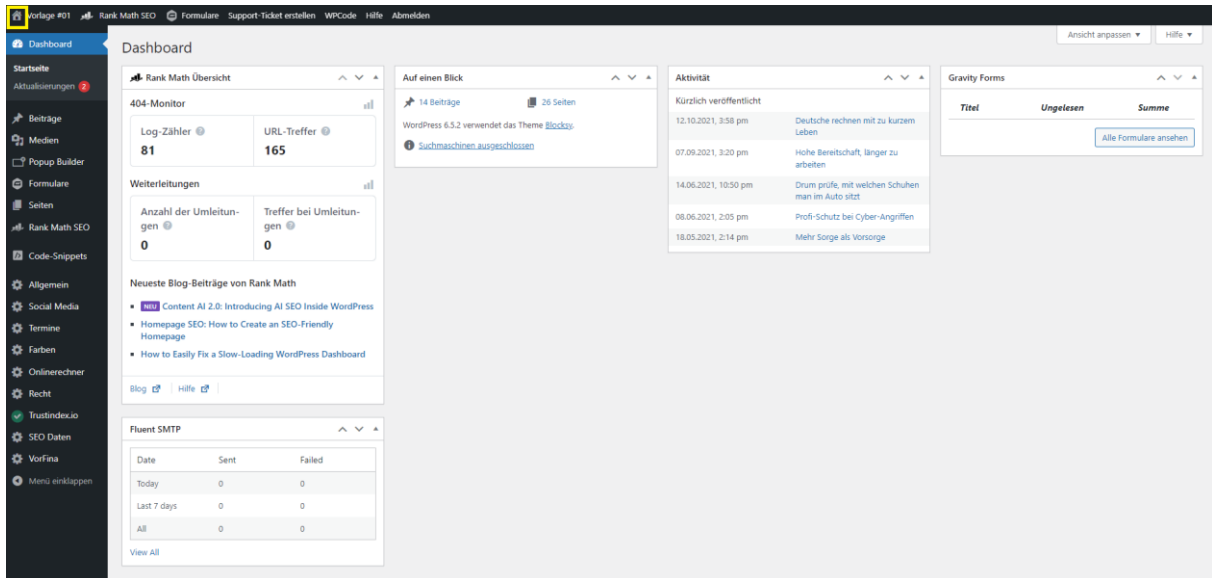 Vorlage #01 Rank Math SEO Formulare Support-Ticket erstellen WPCode Hilfe Abmelden
Dashboard
Startseite
Aktualisierungen 2
Beiträge
Medien
Popup Builder
Formulare
Seiten
Rank Math SEO
Code-Snippets
Allgemein
Social Media
Termine
Farben
Onlinerechner
Recht
Trustindex.io
SEO Daten
VorFina
Menü einklappen
Ansicht anpassen Hilfe
Dashboard
Rank Math Übersicht
404-Monitor
Log-Zähler URL-Treffer
81 165
Weiterleitungen
Anzahl der Umleitun- Treffer bei Umleitun-
gen gen
0 0
Neueste Blog-Beiträge von Rank Math
NEU Content AI 2.0: Introducing AI SEO Inside WordPress
Homepage SEO: How to Create an SEO-Friendly
Homepage
How to Easily Fix a Slow-Loading WordPress Dashboard
Blog Hilfe
Fluent SMTP
Date Sent Failed
Today 0 0
Last 7 days 0 0
All 0 0
View All
Auf einen Blick
14 Beiträge 26 Seiten
WordPress 6.5.2 verwendet das Theme Blocksy.
Suchmaschinen ausgeschlossen
Aktivität
Kürzlich veröffentlicht
12.10.2021, 3:58 pm Deutsche rechnen mit zu kurzem
Leben
07.09.2021, 3:20 pm Hohe Bereitschaft, länger zu
arbeiten
14.06.2021, 10:50 pm Drum prüfe, mit welchen Schuhen
man im Auto sitzt
08.06.2021, 2:05 pm Profi-Schutz bei Cyber-Angriffen
18.05.2021, 2:14 pm Mehr Sorge als Vorsorge
Gravity Forms
Titel Ungelesen Summe
Alle Formulare ansehen